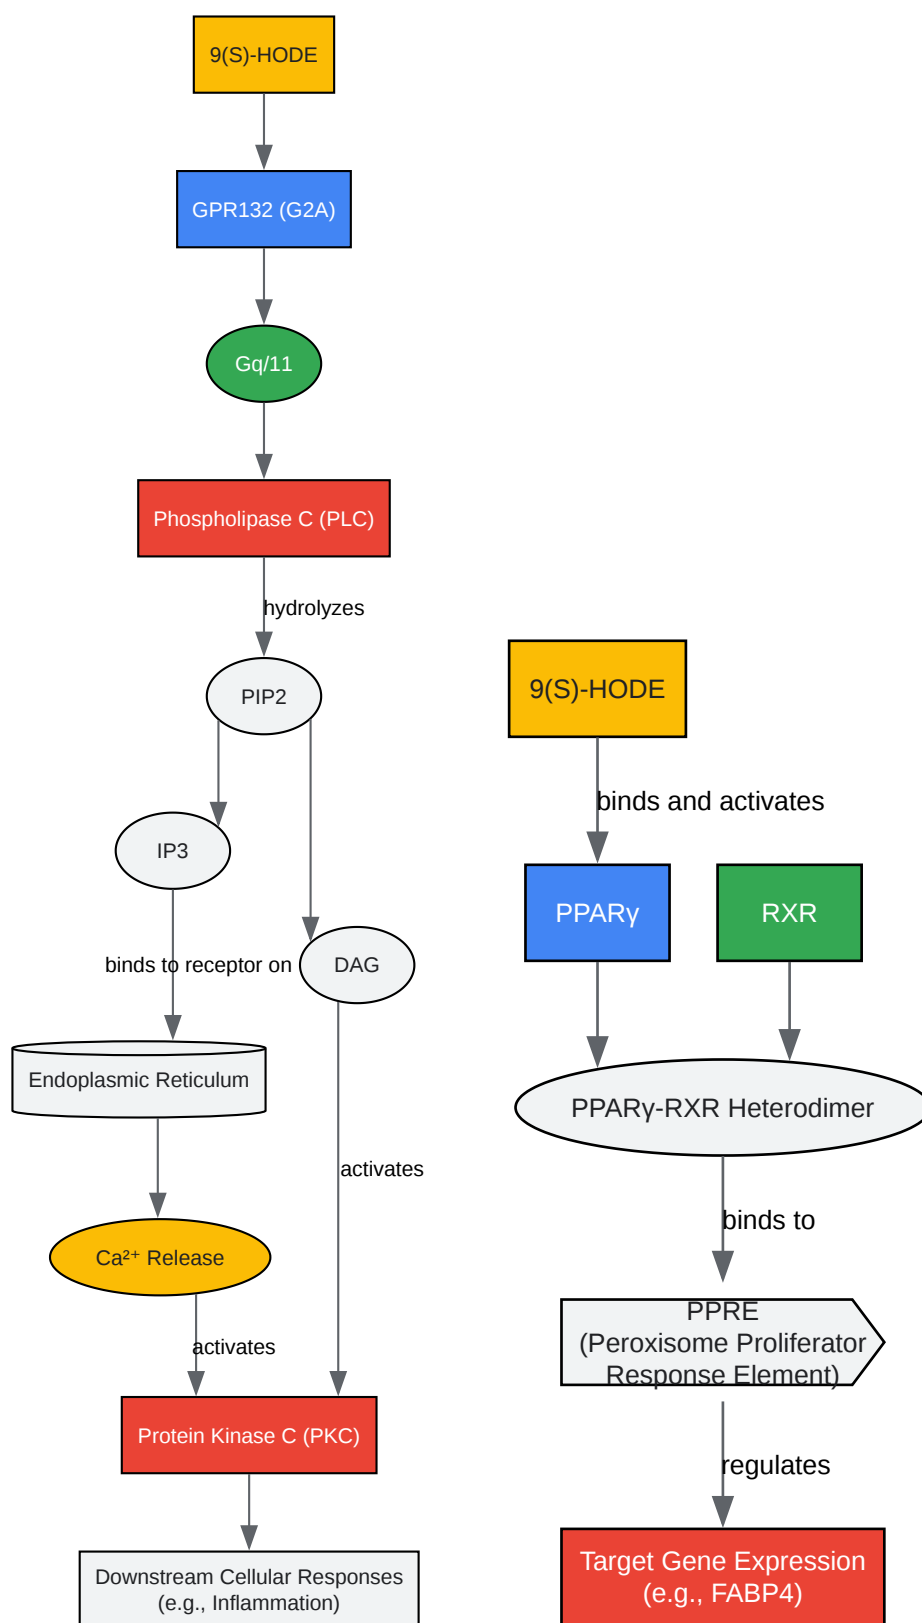 9(S)-HODE
GPR132 (G2A)
Gq/11
Phospholipase C (PLC)
hydrolyzes
PIP2
IP3
binds to receptor on
DAG
Endoplasmic Reticulum
activates
Ca²⁺ Release
activates
Protein Kinase C (PKC)
Downstream Cellular Responses
(e.g., Inflammation)
9(S)-HODE
binds and activates
PPARγ
RXR
PPARγ-RXR Heterodimer
binds to
PPRE
(Peroxisome Proliferator
Response Element)
regulates
Target Gene Expression
(e.g., FABP4)